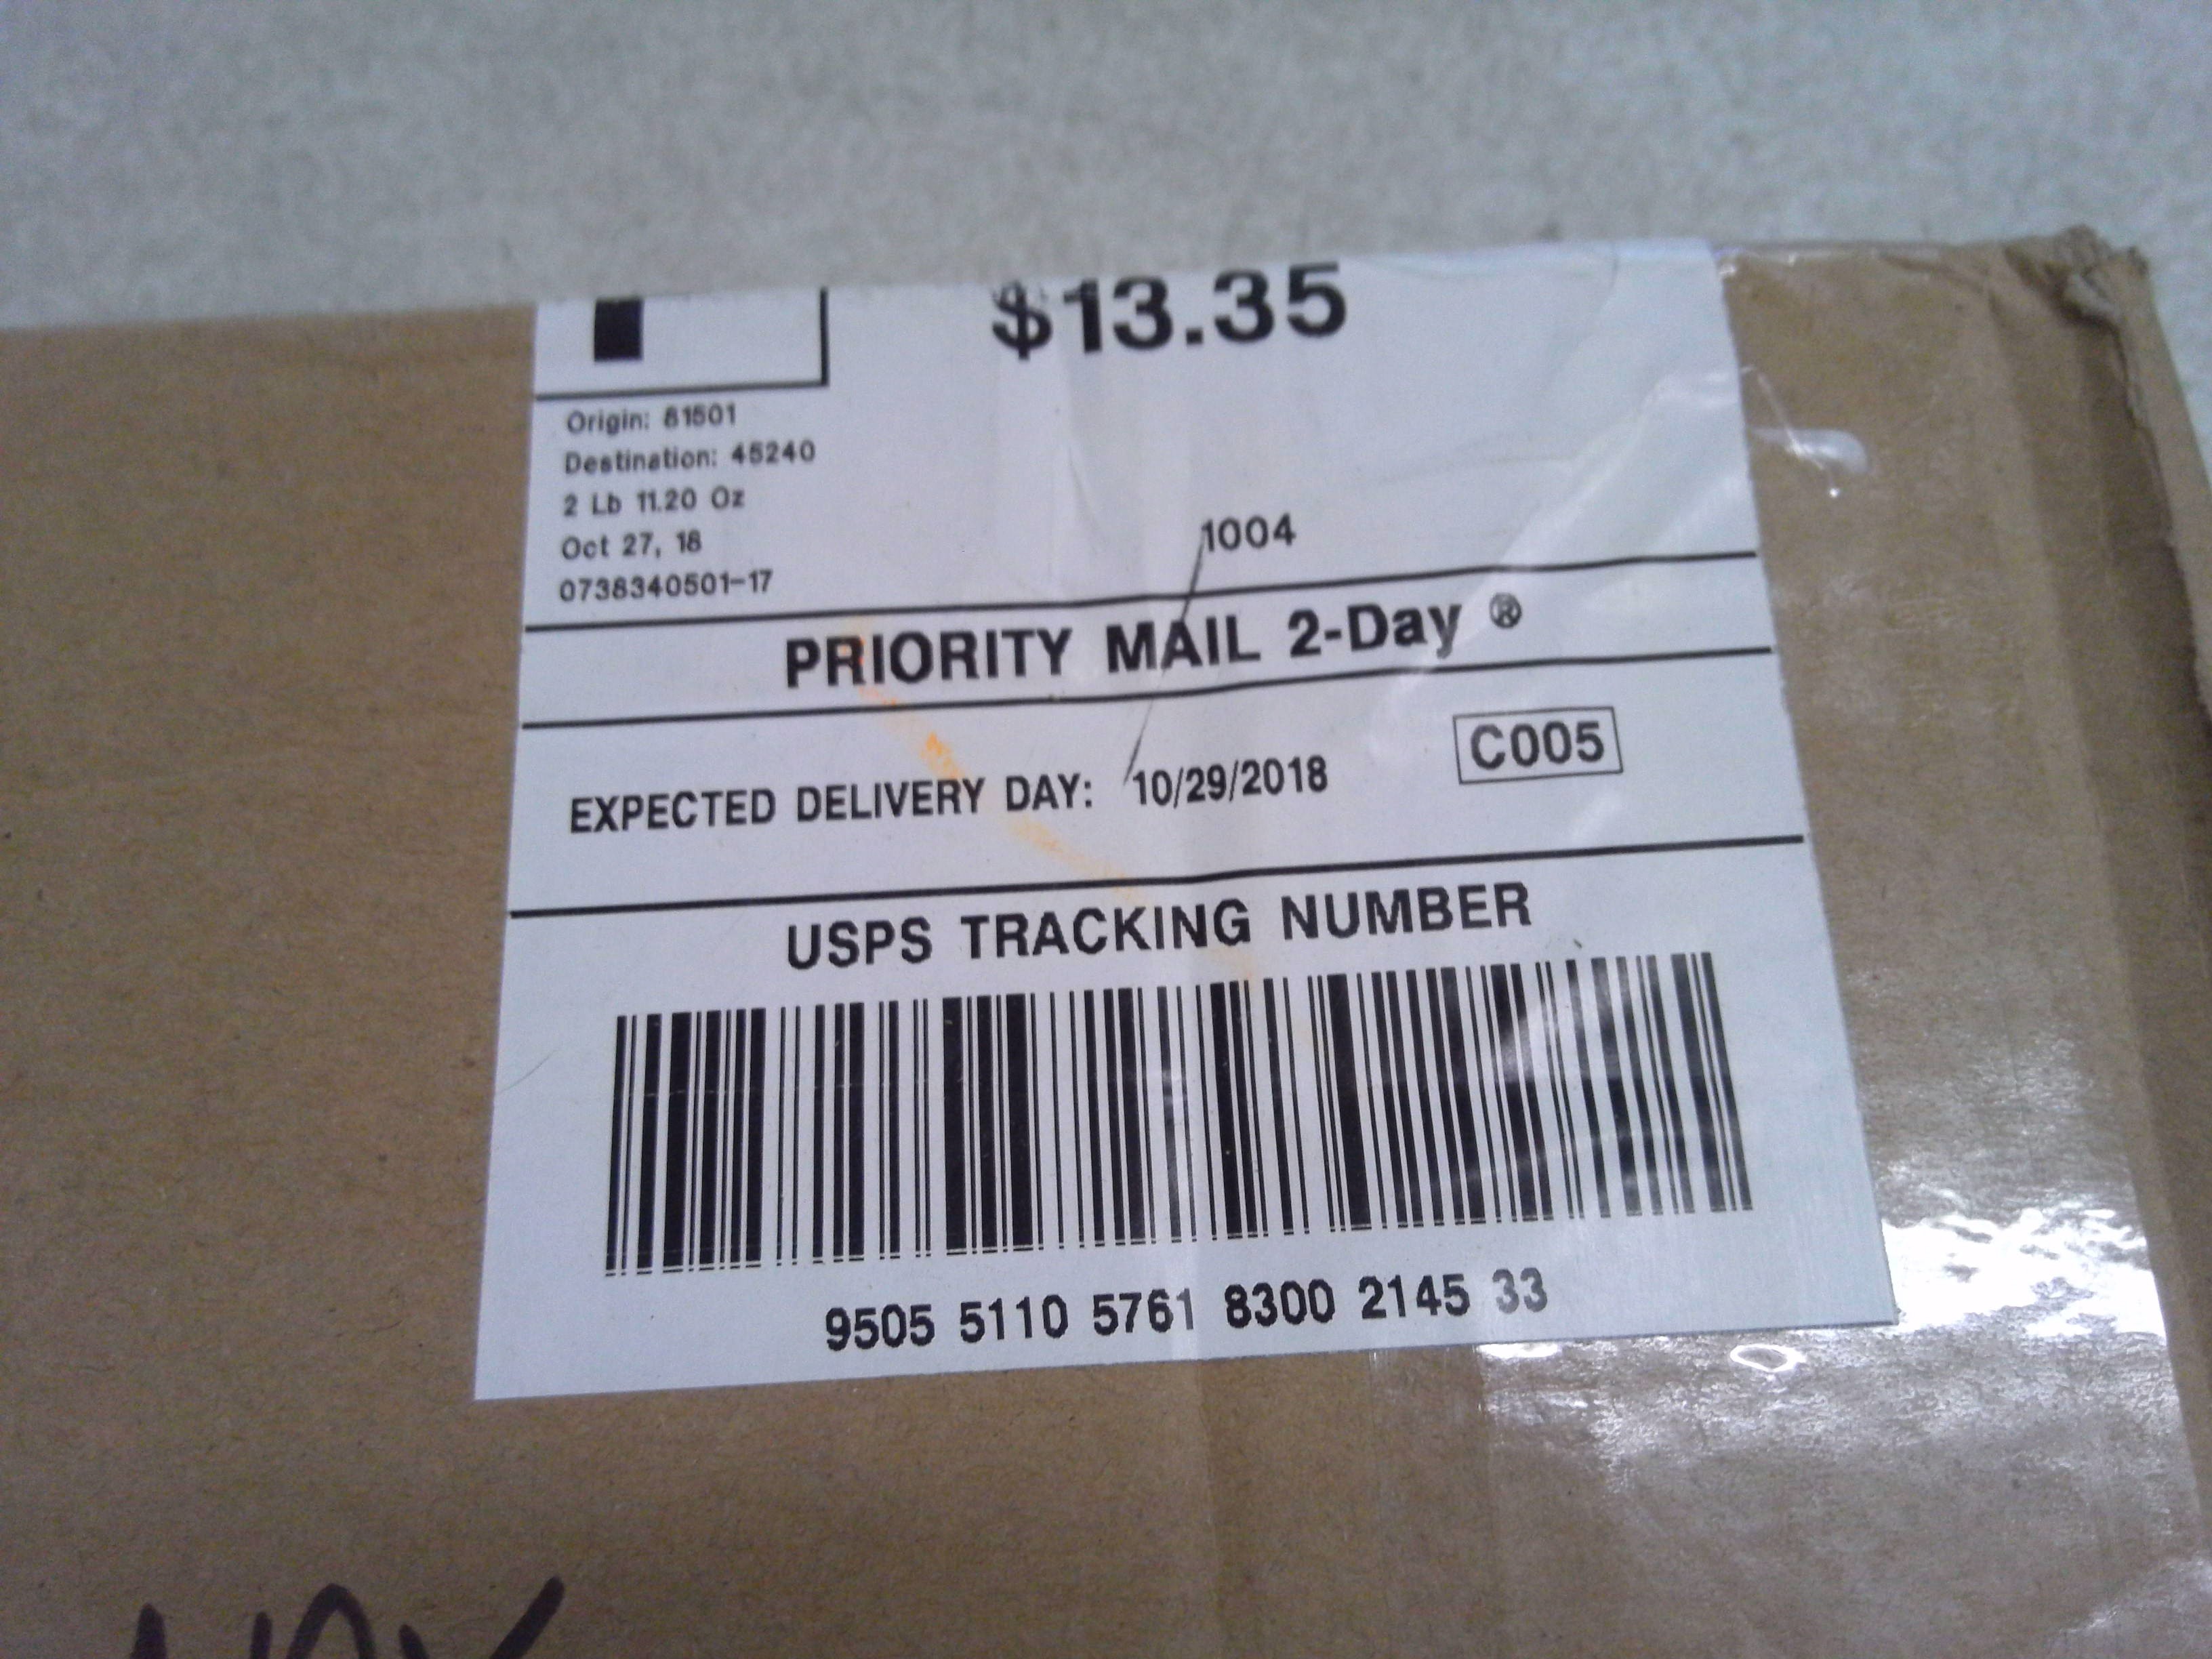 $13.35
Origin: 81501
Destination: 45240
2 Lb 11.20 Oz
Oct 27, 18
0738340501-17
1004
PRIORITY MAIL 2-Day ®
EXPECTED DELIVERY DAY: 10/29/2018
C005
USPS TRACKING NUMBER
9505 5110 5761 8300 2145 33